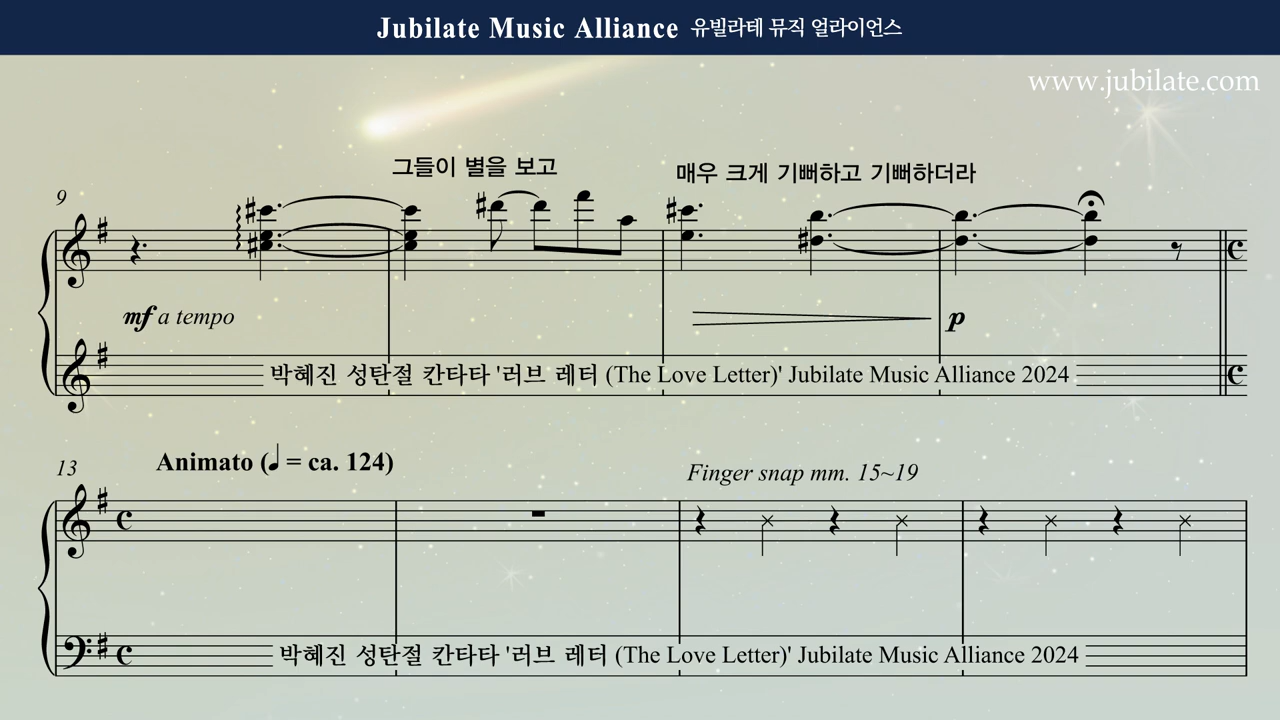 Jubilate Music Alliance 유빌라테 뮤직 얼라이언스
www.jubilate.com
그들이 별을 보고 매우 크게 기뻐하고 기뻐하더라
9
mf a tempo p
박혜진 성탄절 칸타타 '러브 레터 (The Love Letter)' Jubilate Music Alliance 2024
13 Animato (♩ = ca. 124) Finger snap mm. 15~19
박혜진 성탄절 칸타타 '러브 레터 (The Love Letter)' Jubilate Music Alliance 2024